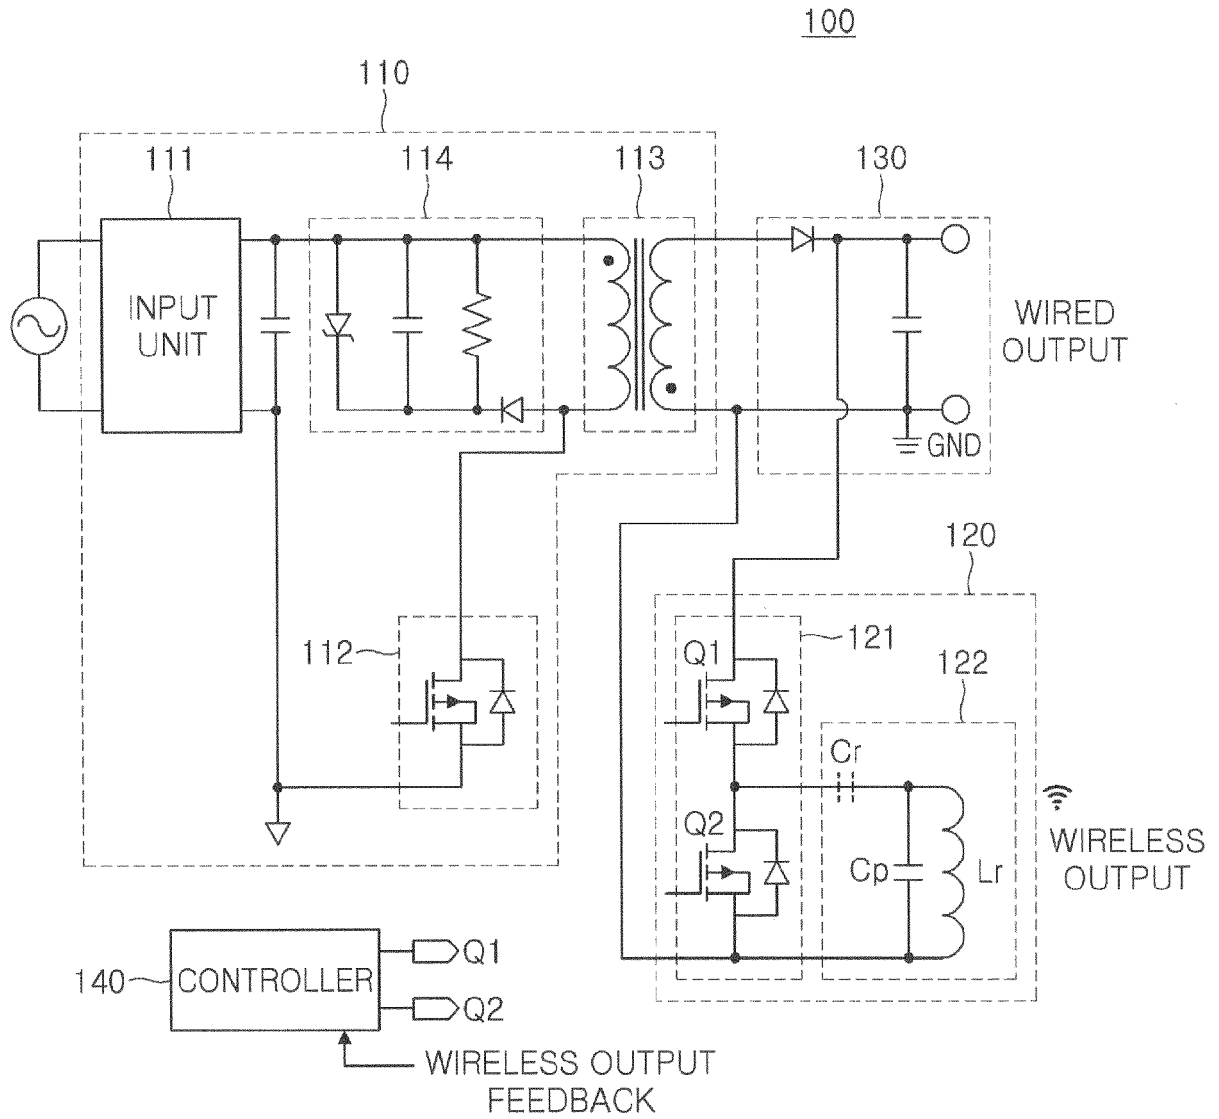 100
110
111
114
113
130
INPUT
UNIT
WIRED
OUTPUT
GND
120
112
121
Q1
122
Cr
Q2
Cp
Lr
WIRELESS
OUTPUT
140
CONTROLLER
Q1
Q2
WIRELESS OUTPUT
FEEDBACK